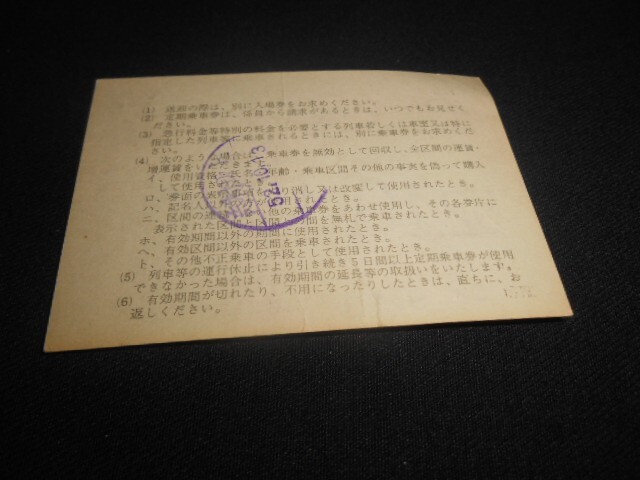 (1) 送迎の際は、別に入場券をお求めください。
(2) 定期乗車券は、係員から請求があるときは、いつでもお見せく
ださい。
(3) 急行料金等特別の料金を必要とする列車若しくは車室又は特に
指定した列車等に乗車されるときには、別に乗車券をお求めくだ
さい。
(4) 次のような場合は、乗車券を無効として回収し、全区間の運賃・
増運賃をいただきます。
イ、使用資格・氏名・年齢・乗車区間その他の事実を偽って購入
して使用されたとき。
ロ、券面の表示事項をぬり消し又は改変して使用されたとき。
ハ、記名人以外の方が使用されたとき。
ニ、区間の連続しない他の乗車券をあわせ使用し、その各券片に
表示された区間と区間との間を無札で乗車されたとき。
ホ、有効期間以外の期間に使用されたとき。
ヘ、有効区間以外の区間を乗車されたとき。
ト、その他不正乗車の手段として使用されたとき。
(5) 列車等の運行休止により引き続き5日間以上定期乗車券が使用
できなかった場合は、有効期間の延長等の取扱いをいたします。
(6) 有効期間が切れたり、不用になったりしたときは、直ちに、お
返しください。
52.10.13